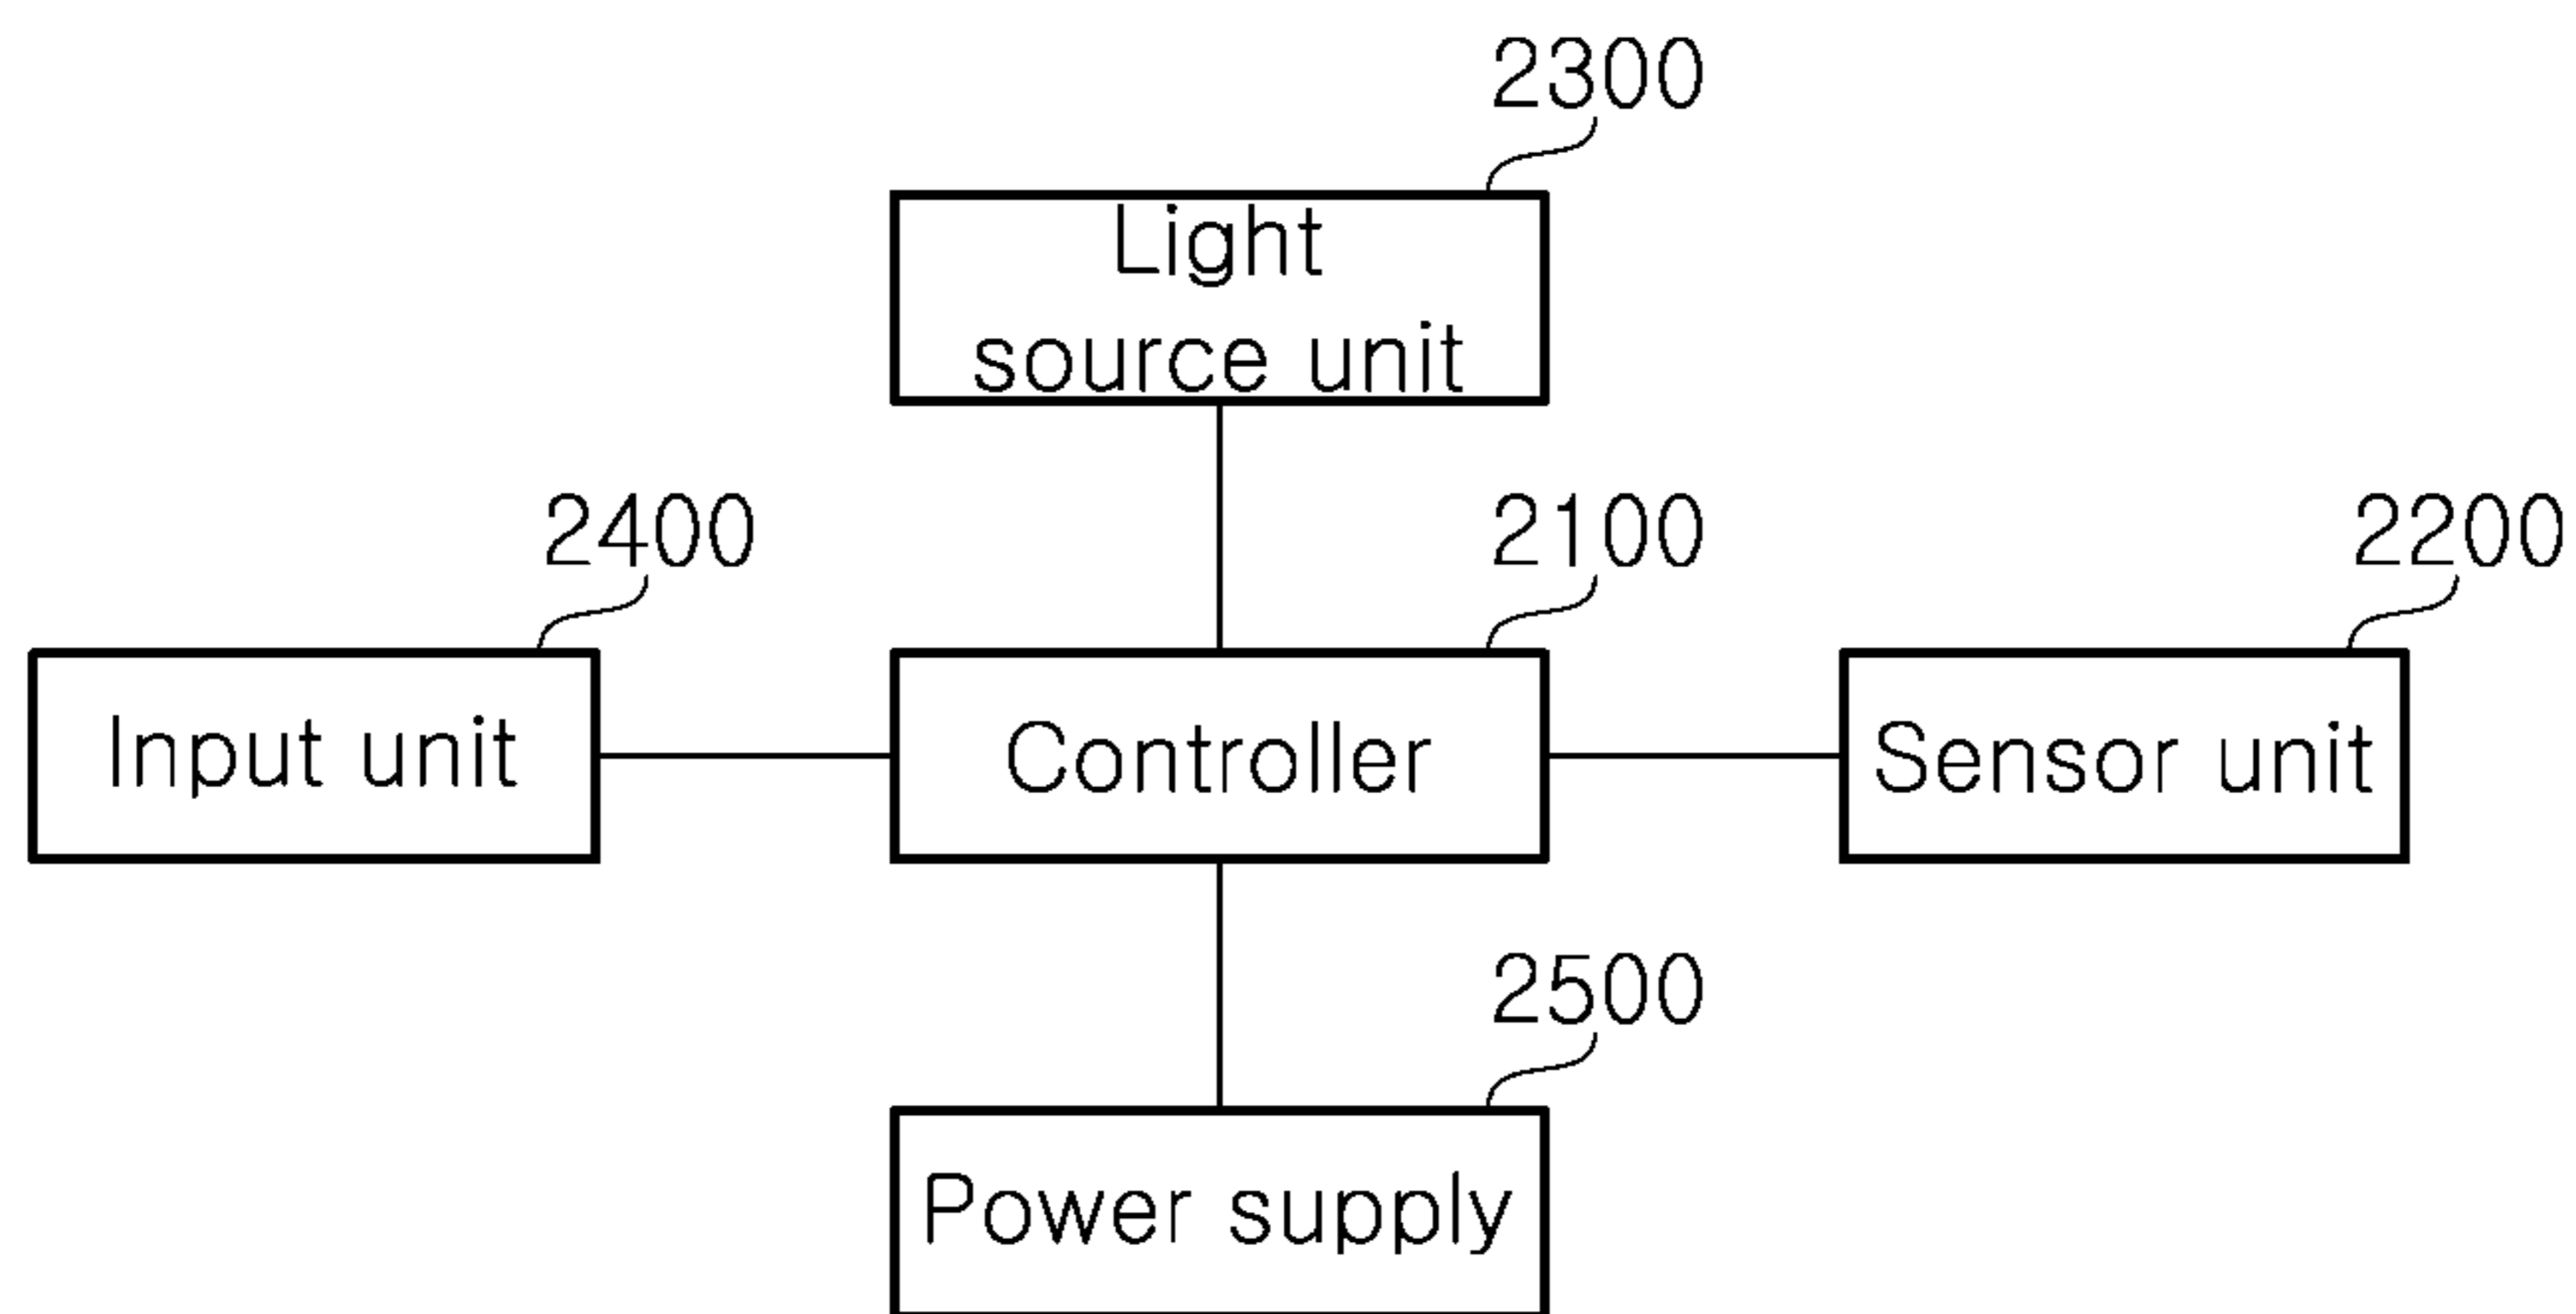 2300
Light
source unit
2400
2100
2200
Input unit
Controller
Sensor unit
2500
Power supply